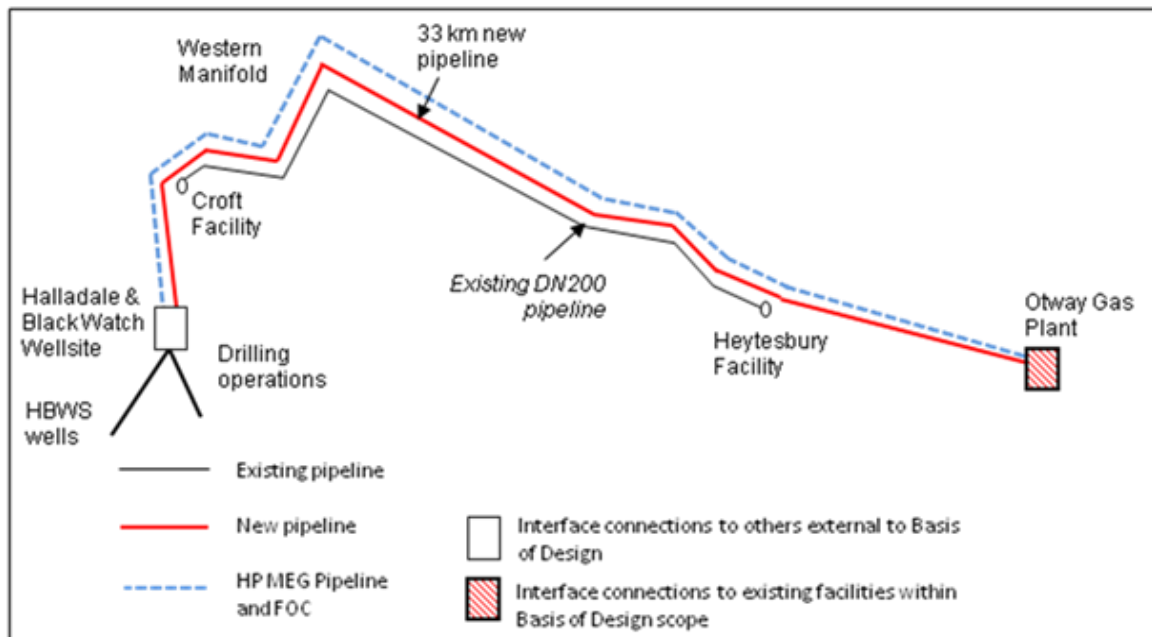 33 km new
pipeline
Western
Manifold
Croft
Facility
Existing DN200
pipeline
Halladale &
Black Watch
Wellsite
Drilling
operations
HBWS
wells
Heytesbury
Facility
Otway Gas
Plant
Existing pipeline
New pipeline
HP MEG Pipeline
and FOC
Interface connections to others external to Basis
of Design
Interface connections to existing facilities within
Basis of Design scope